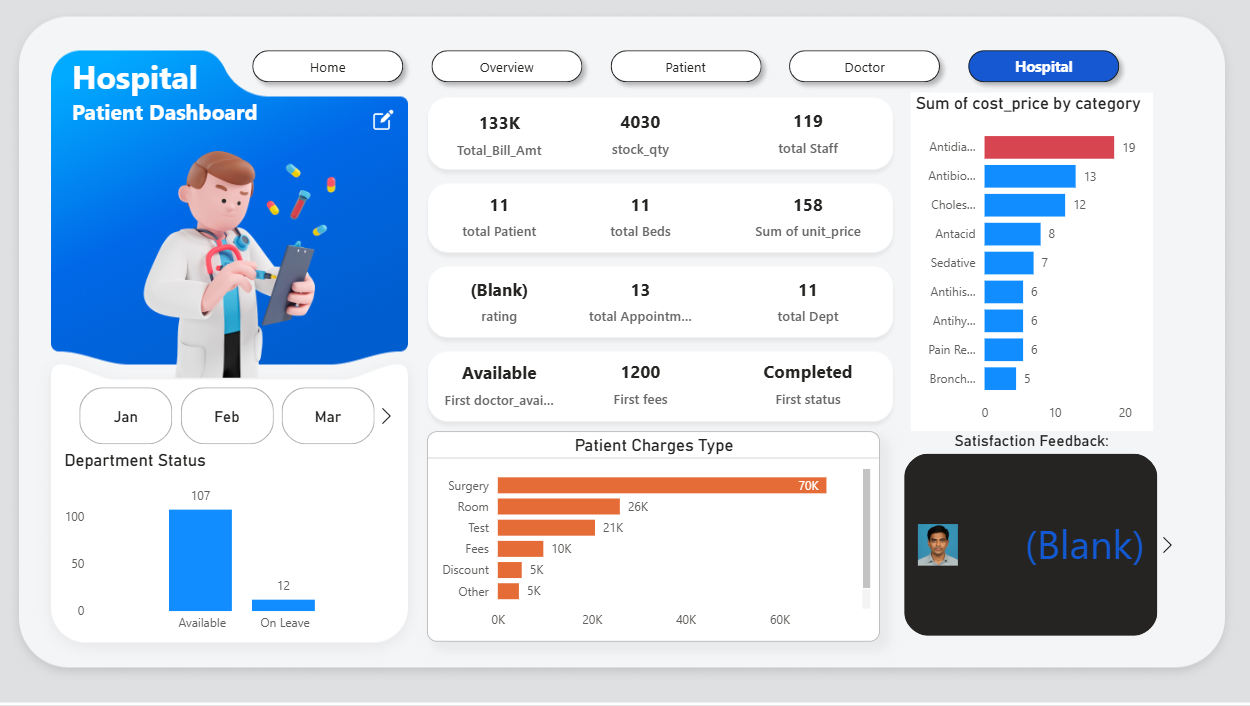 Hospital
Patient Dashboard
Home
Overview
Patient
Doctor
Hospital
133K
Total_Bill_Amt
4030
stock_qty
119
total Staff
11
total Patient
11
total Beds
158
Sum of unit_price
(Blank)
rating
13
total Appointm...
11
total Dept
Available
First doctor_avai...
1200
First fees
Completed
First status
Sum of cost_price by category
Antidia... 19
Antibio... 13
Choles... 12
Antacid 8
Sedative 7
Antihis... 6
Antihy... 6
Pain Re... 6
Bronch... 5
0 10 20
Jan
Feb
Mar
Department Status
107
100
50
12
0
Available On Leave
Patient Charges Type
Surgery 70K
Room 26K
Test 21K
Fees 10K
Discount 5K
Other 5K
0K 20K 40K 60K
Satisfaction Feedback:
(Blank)